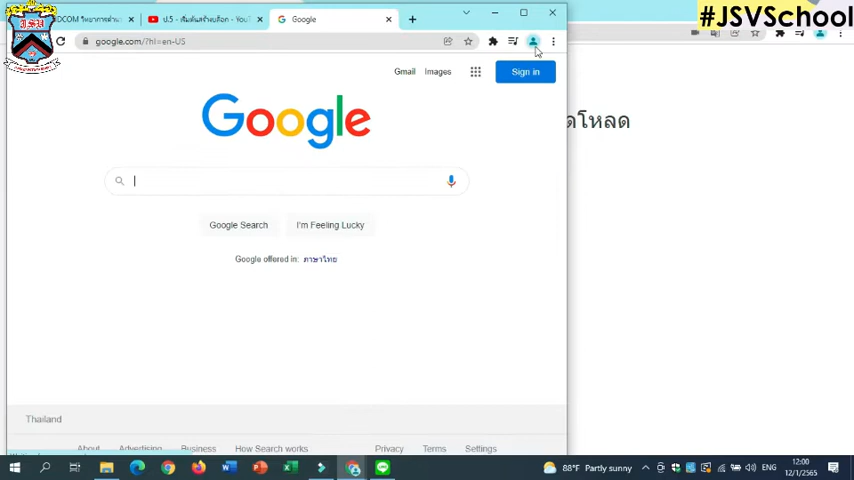 #JSVSchool
JSV
ป.5 - เริ่มต้นสร้างบล็อก - You
Google
google.com/?hl=en-US
Gmail Images Sign in
ดโหลด
Google
Google Search I'm Feeling Lucky
Google offered in: ภาษาไทย
Thailand
About Advertising Business How Search works Privacy Terms Settings
88°F Partly sunny ENG 12:00
12/1/2565